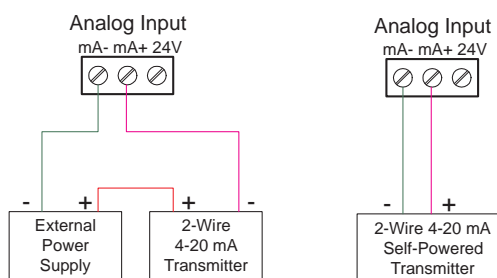 Analog Input
mA- mA+ 24V
- + + -
External
Power
Supply
2-Wire
4-20 mA
Transmitter
Analog Input
mA- mA+ 24V
- +
2-Wire 4-20 mA
Self-Powered
Transmitter